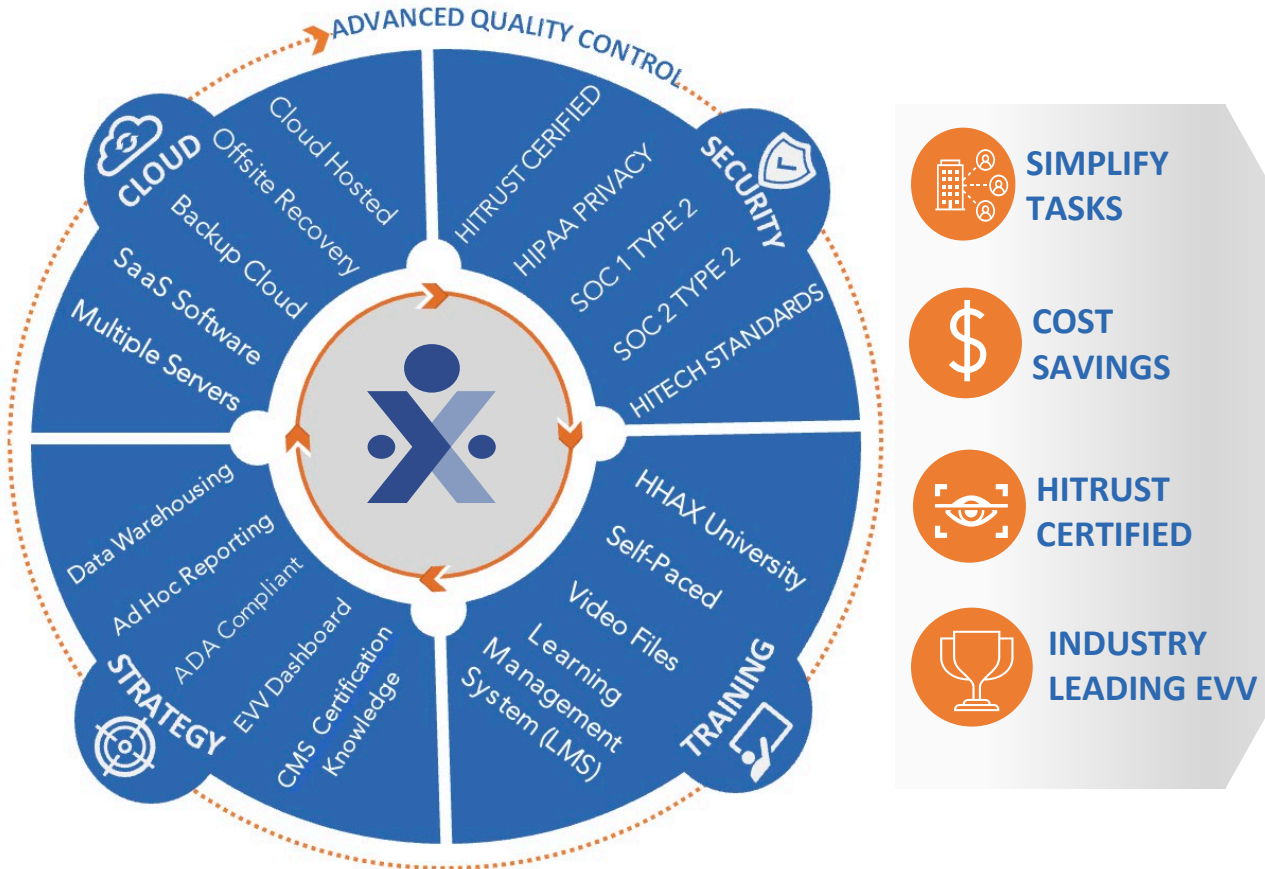 ADVANCED QUALITY CONTROL
CLOUD
Cloud Hosted
Offsite Recovery
Backup Cloud
SaaS Software
Multiple Servers
SECURITY
HITRUST CERIFIED
HIPAA PRIVACY
SOC 1 TYPE 2
SOC 2 TYPE 2
HITECH STANDARDS
TRAINING
HHAX University
Self-Paced
Video Files
Learning
Management
System (LMS)
STRATEGY
Data Warehousing
Ad Hoc Reporting
ADA Compliant
EVV Dashboard
CMS Certification
Knowledge
SIMPLIFY
TASKS
COST
SAVINGS
HITRUST
CERTIFIED
INDUSTRY
LEADING EVV